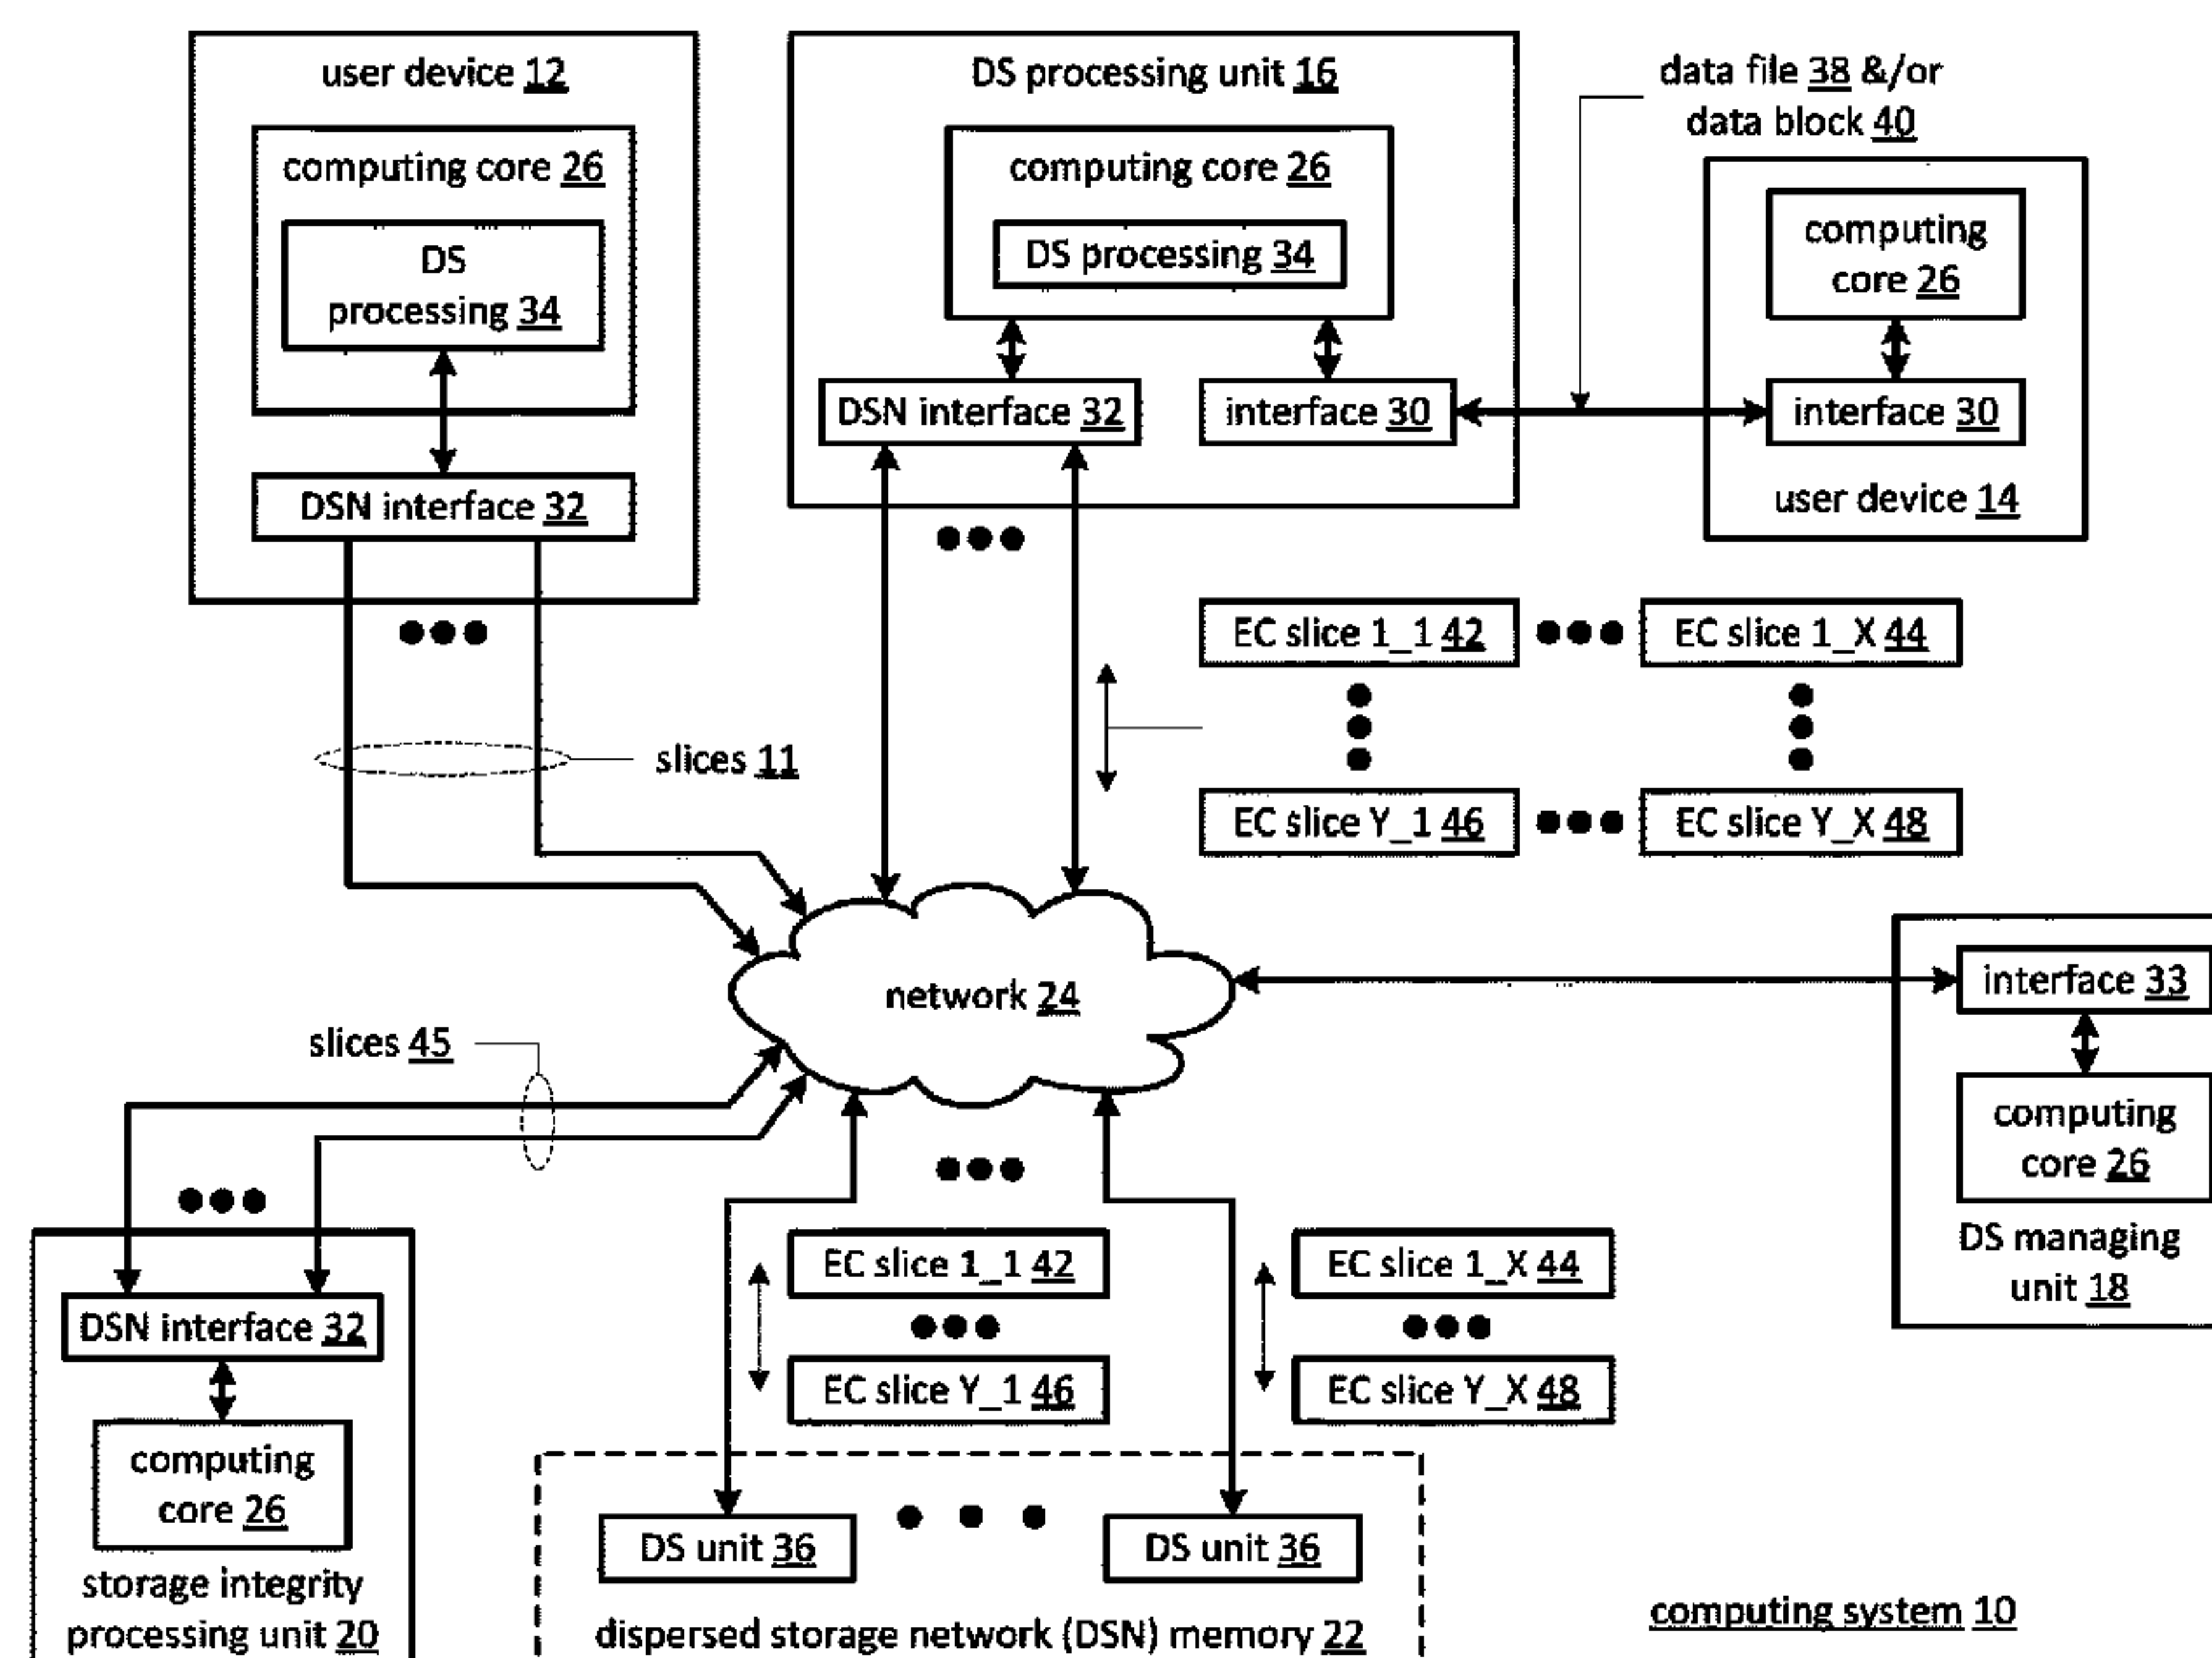 user device 12
computing core 26
DS
processing 34
DSN interface 32
DS processing unit 16
computing core 26
DS processing 34
DSN interface 32
interface 30
data file 38 &/or
data block 40
computing
core 26
interface 30
user device 14
slices 11
EC slice 1_1 42
EC slice 1_X 44
EC slice Y_1 46
EC slice Y_X 48
network 24
interface 33
computing
core 26
DS managing
unit 18
slices 45
DSN interface 32
computing
core 26
storage integrity
processing unit 20
EC slice 1_1 42
EC slice Y_1 46
EC slice 1_X 44
EC slice Y_X 48
DS unit 36
DS unit 36
dispersed storage network (DSN) memory 22
computing system 10